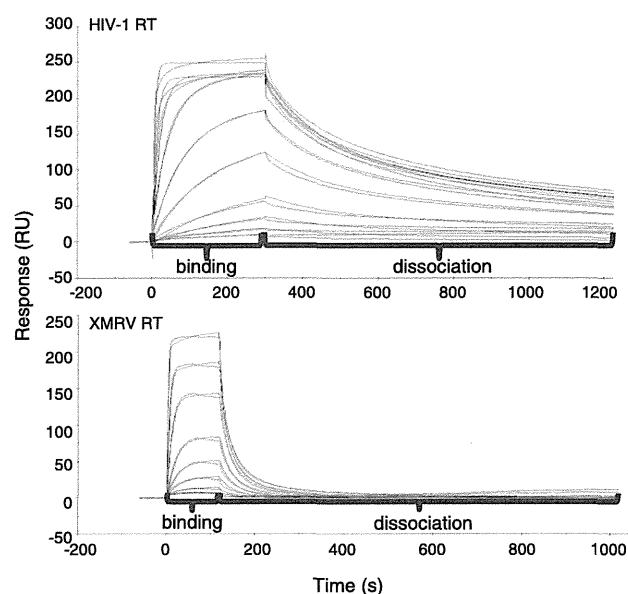 HIV-1 RT
300
250
200
150
100
50
0
-50
binding
dissociation
-200 0 200 400 600 800 1000 1200
Response (RU)
XMRV RT
250
200
150
100
50
0
-50
binding
dissociation
-200 0 200 400 600 800 1000
Time (s)